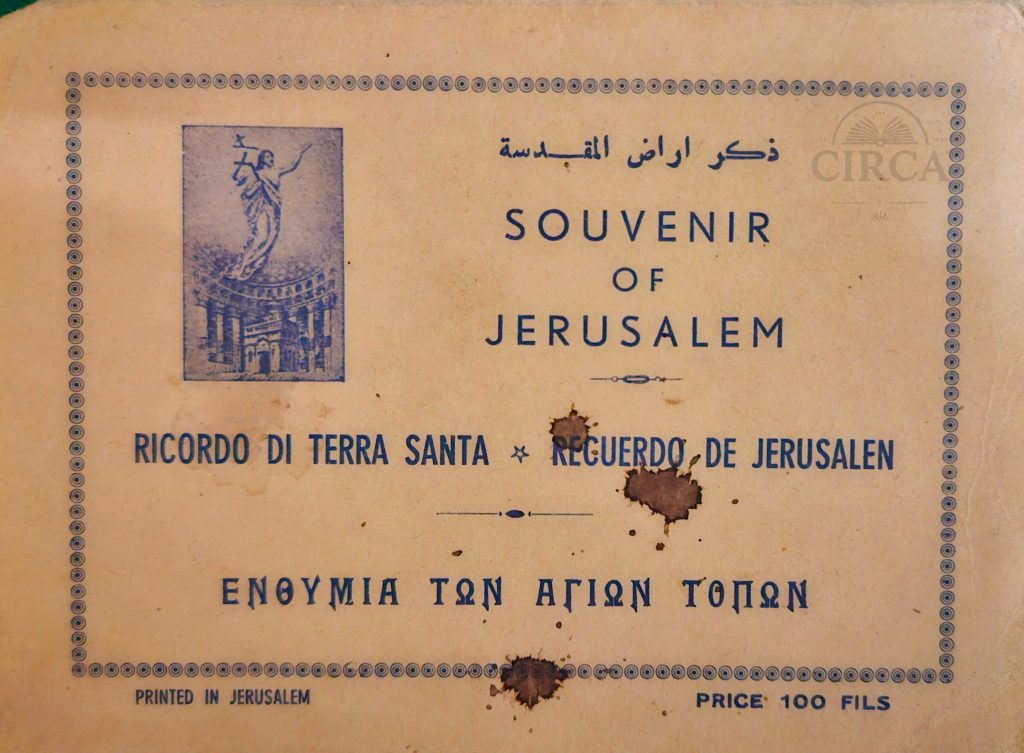 ذكر اراض المقدسة
CIRCA
SOUVENIR
OF
JERUSALEM
RICORDO DI TERRA SANTA ☆ RECUERDO DE JERUSALEN
ΕΝΘΥΜΙΑ ΤΩΝ ΑΓΙΩΝ ΤΟΠΩΝ
PRINTED IN JERUSALEM
PRICE 100 FILS